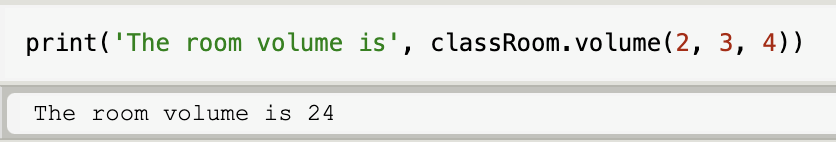 print('The room volume is', classRoom.volume(2, 3, 4))
The room volume is 24